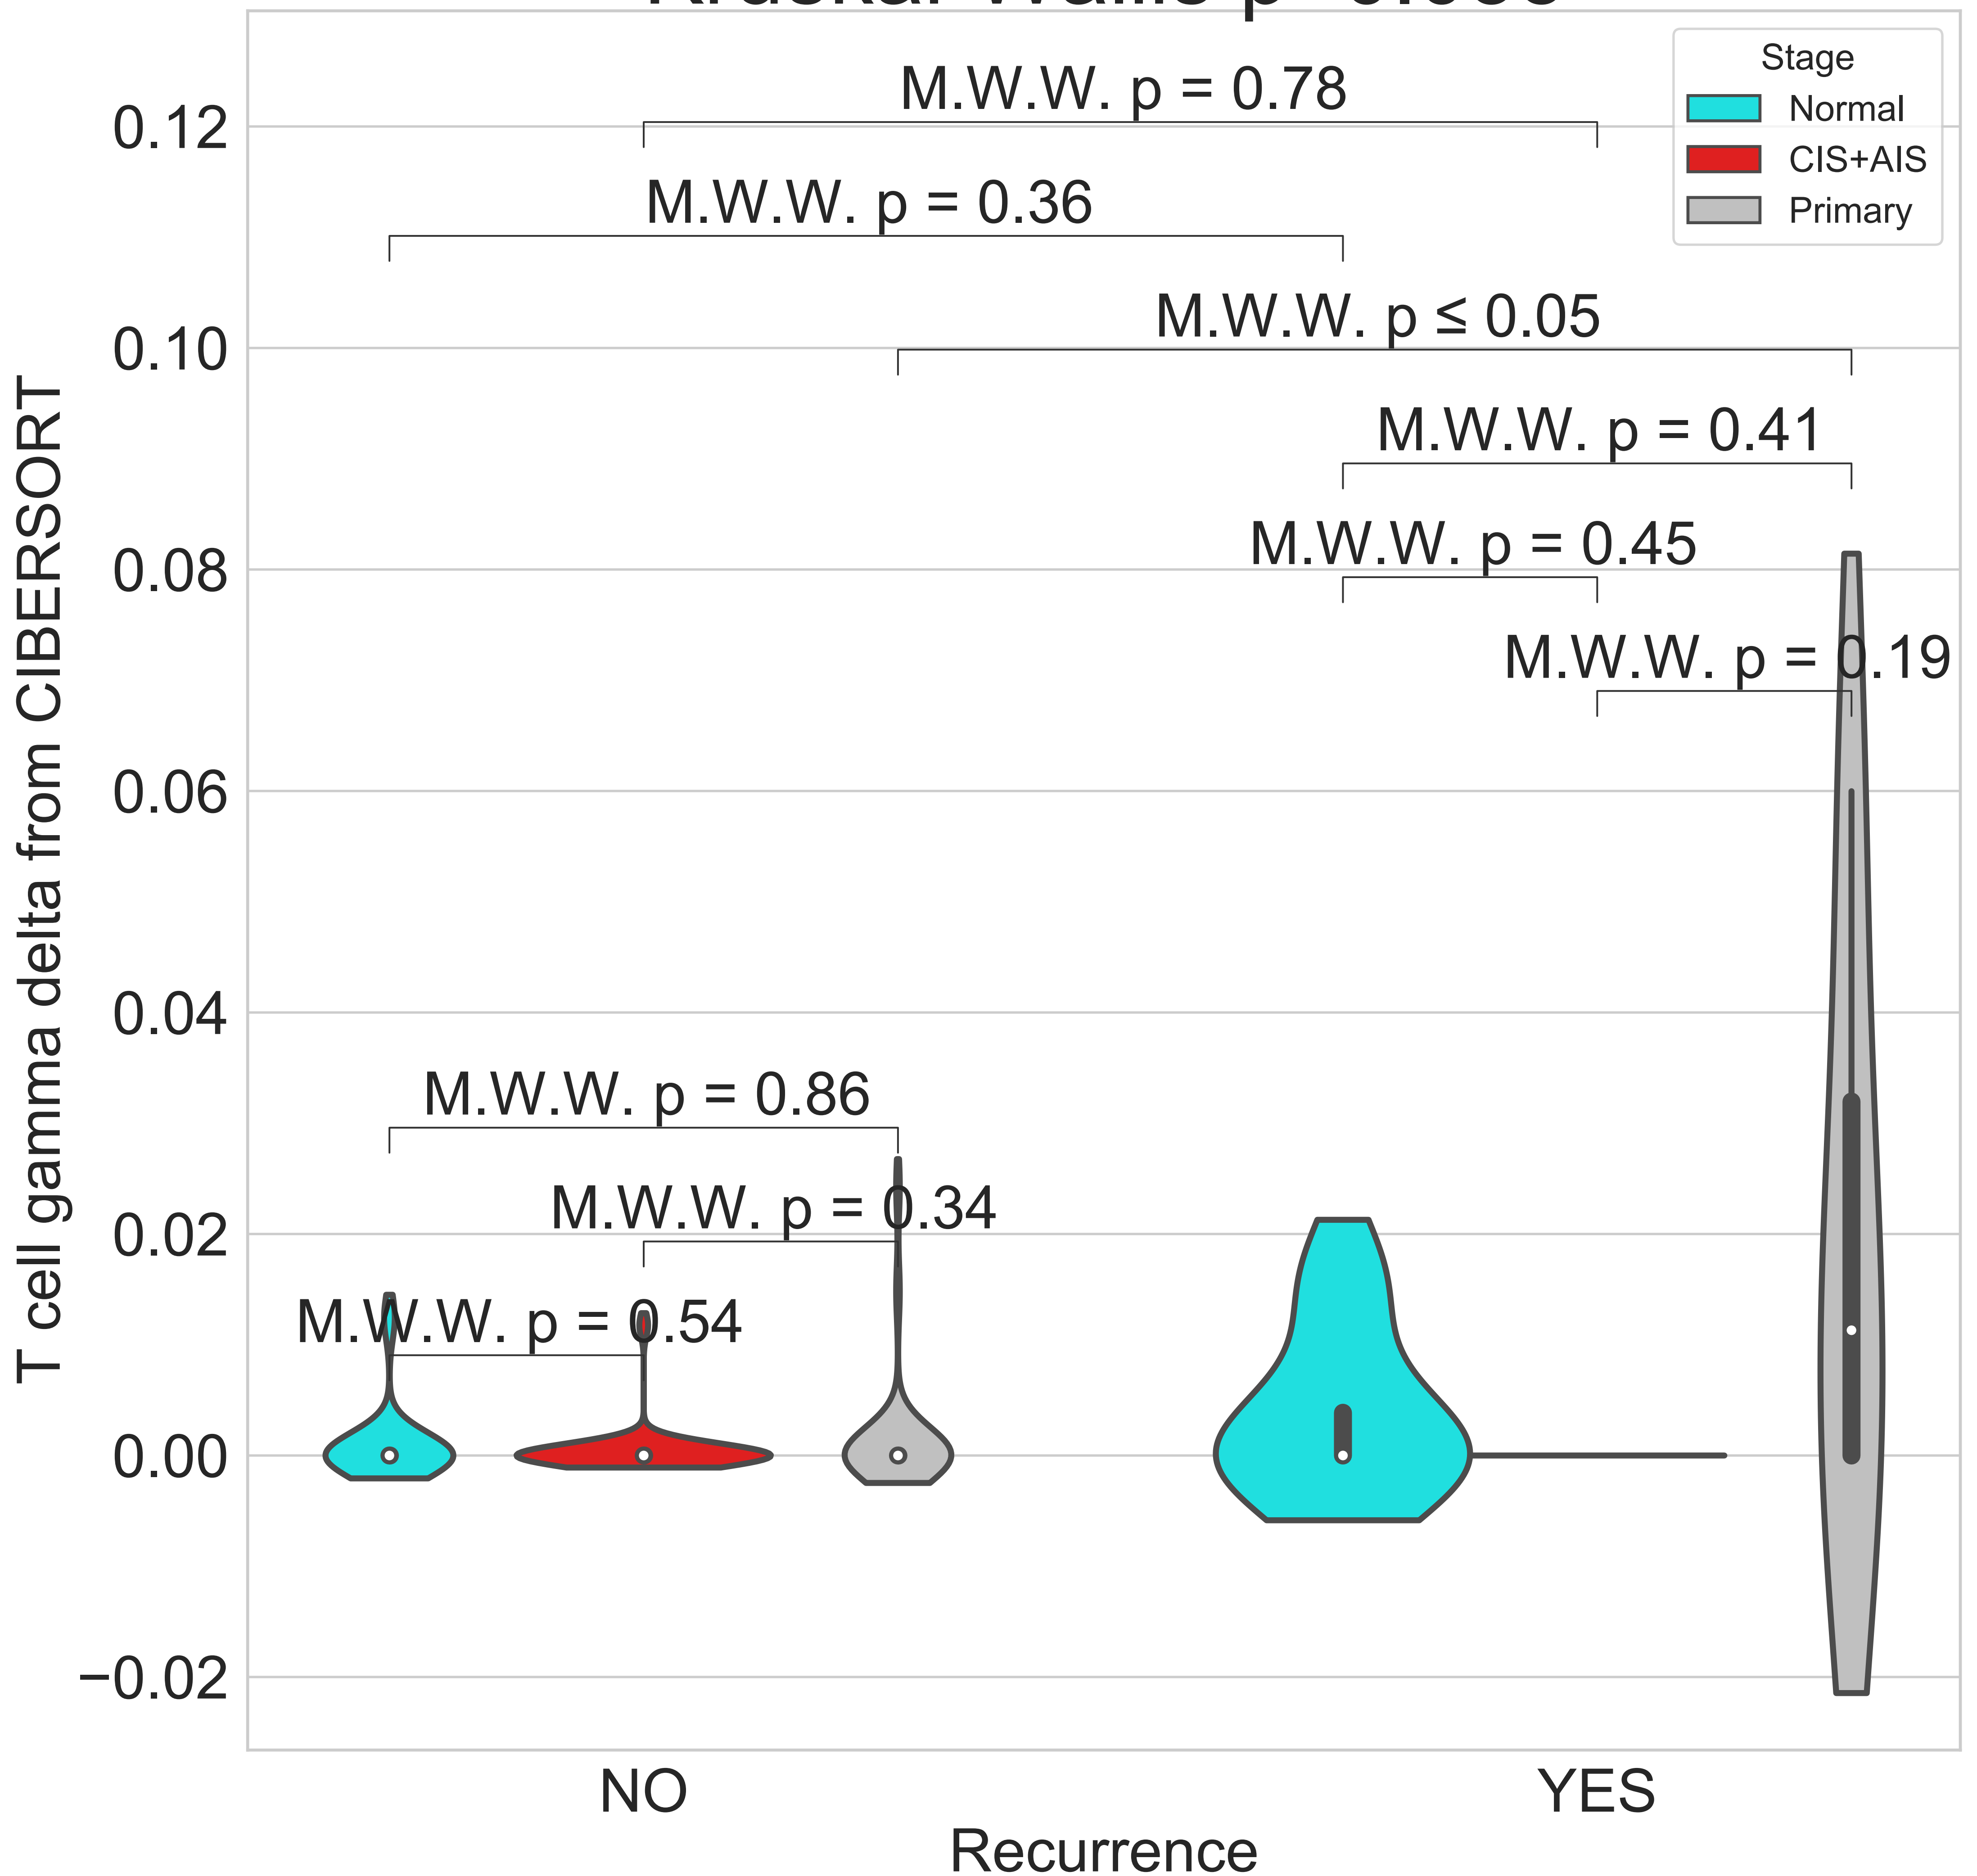 Stage
Normal
CIS+AIS
Primary
M.W.W. p = 0.78
M.W.W. p = 0.36
M.W.W. p ≤ 0.05
M.W.W. p = 0.41
M.W.W. p = 0.45
M.W.W. p = 0.19
M.W.W. p = 0.86
M.W.W. p = 0.34
M.W.W. p = 0.54
0.12
0.10
0.08
0.06
0.04
0.02
0.00
−0.02
T cell gamma delta from CIBERSORT
NO
YES
Recurrence